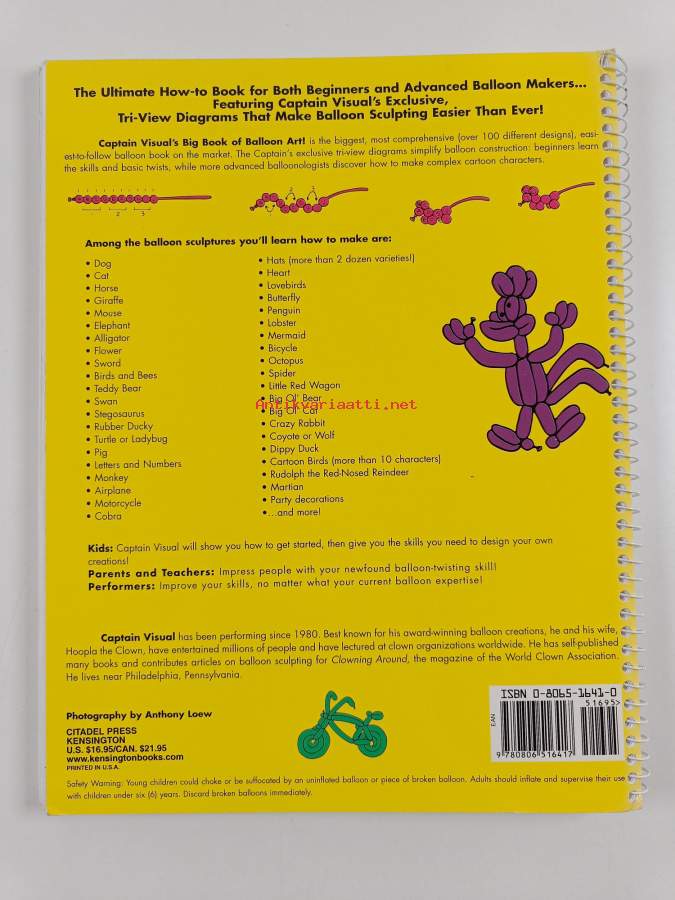 The Ultimate How-to Book for Both Beginners and Advanced Balloon Makers...
Featuring Captain Visual's Exclusive,
Tri-View Diagrams That Make Balloon Sculpting Easier Than Ever!
Captain Visual's Big Book of Balloon Art! is the biggest, most comprehensive (over 100 different designs), easi-
est-to-follow balloon book on the market. The Captain's exclusive tri-view diagrams simplify balloon construction: beginners learn
the skills and basic twists, while more advanced balloonologists discover how to make complex cartoon characters.
Among the balloon sculptures you'll learn how to make are:
• Dog
• Cat
• Horse
• Giraffe
• Mouse
• Elephant
• Alligator
• Flower
• Sword
• Birds and Bees
• Teddy Bear
• Swan
• Stegosaurus
• Rubber Ducky
• Turtle or Ladybug
• Pig
• Letters and Numbers
• Monkey
• Airplane
• Motorcycle
• Cobra
• Hats (more than 2 dozen varieties!)
• Heart
• Lovebirds
• Butterfly
• Penguin
• Lobster
• Mermaid
• Bicycle
• Octopus
• Spider
• Little Red Wagon
• Big Ol' Bear
• Big Ol' Cat
• Crazy Rabbit
• Coyote or Wolf
• Dippy Duck
• Cartoon Birds (more than 10 characters)
• Rudolph the Red-Nosed Reindeer
• Martian
• Party decorations
•...and more!
Antikvariaatti.net
Kids: Captain Visual will show you how to get started, then give you the skills you need to design your own
creations!
Parents and Teachers: Impress people with your newfound balloon-twisting skill!
Performers: Improve your skills, no matter what your current balloon expertise!
Captain Visual has been performing since 1980. Best known for his award-winning balloon creations, he and his wife,
Hoopla the Clown, have entertained millions of people and have lectured at clown organizations worldwide. He has self-published
many books and contributes articles on balloon sculpting for Clowning Around, the magazine of the World Clown Association.
He lives near Philadelphia, Pennsylvania.
Photography by Anthony Loew
CITADEL PRESS
KENSINGTON
U.S. $16.95/CAN. $21.95
www.kensingtonbooks.com
PRINTED IN U.S.A.
ISBN 0-8065-1641-0
51695>
EAN
9780806516417
Safety Warning: Young children could choke or be suffocated by an uninflated balloon or piece of broken balloon. Adults should inflate and supervise their use
with children under six (6) years. Discard broken balloons immediately.